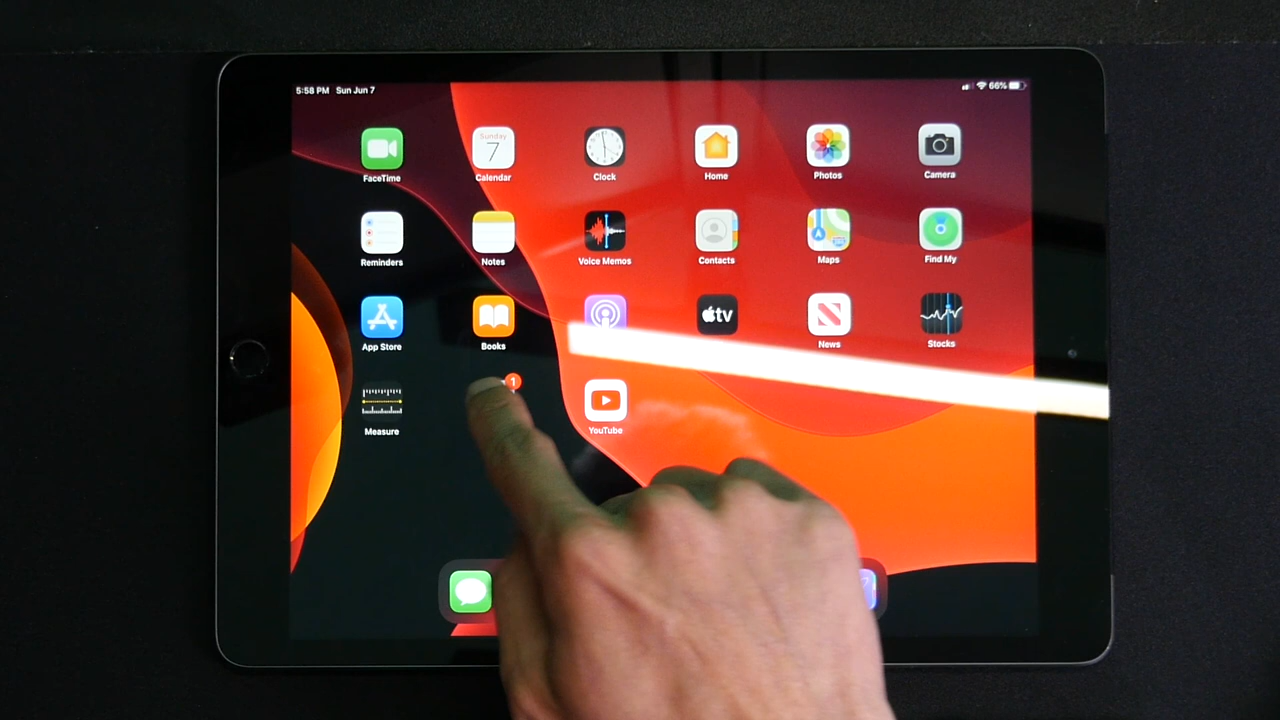 5:58 PM Sun Jun 7 66%
FaceTime
Sunday
7
Calendar
Clock
Home
Photos
Camera
Reminders
Notes
Voice Memos
Contacts
Maps
Find My
App Store
Books
tv
News
Stocks
Measure
1
YouTube